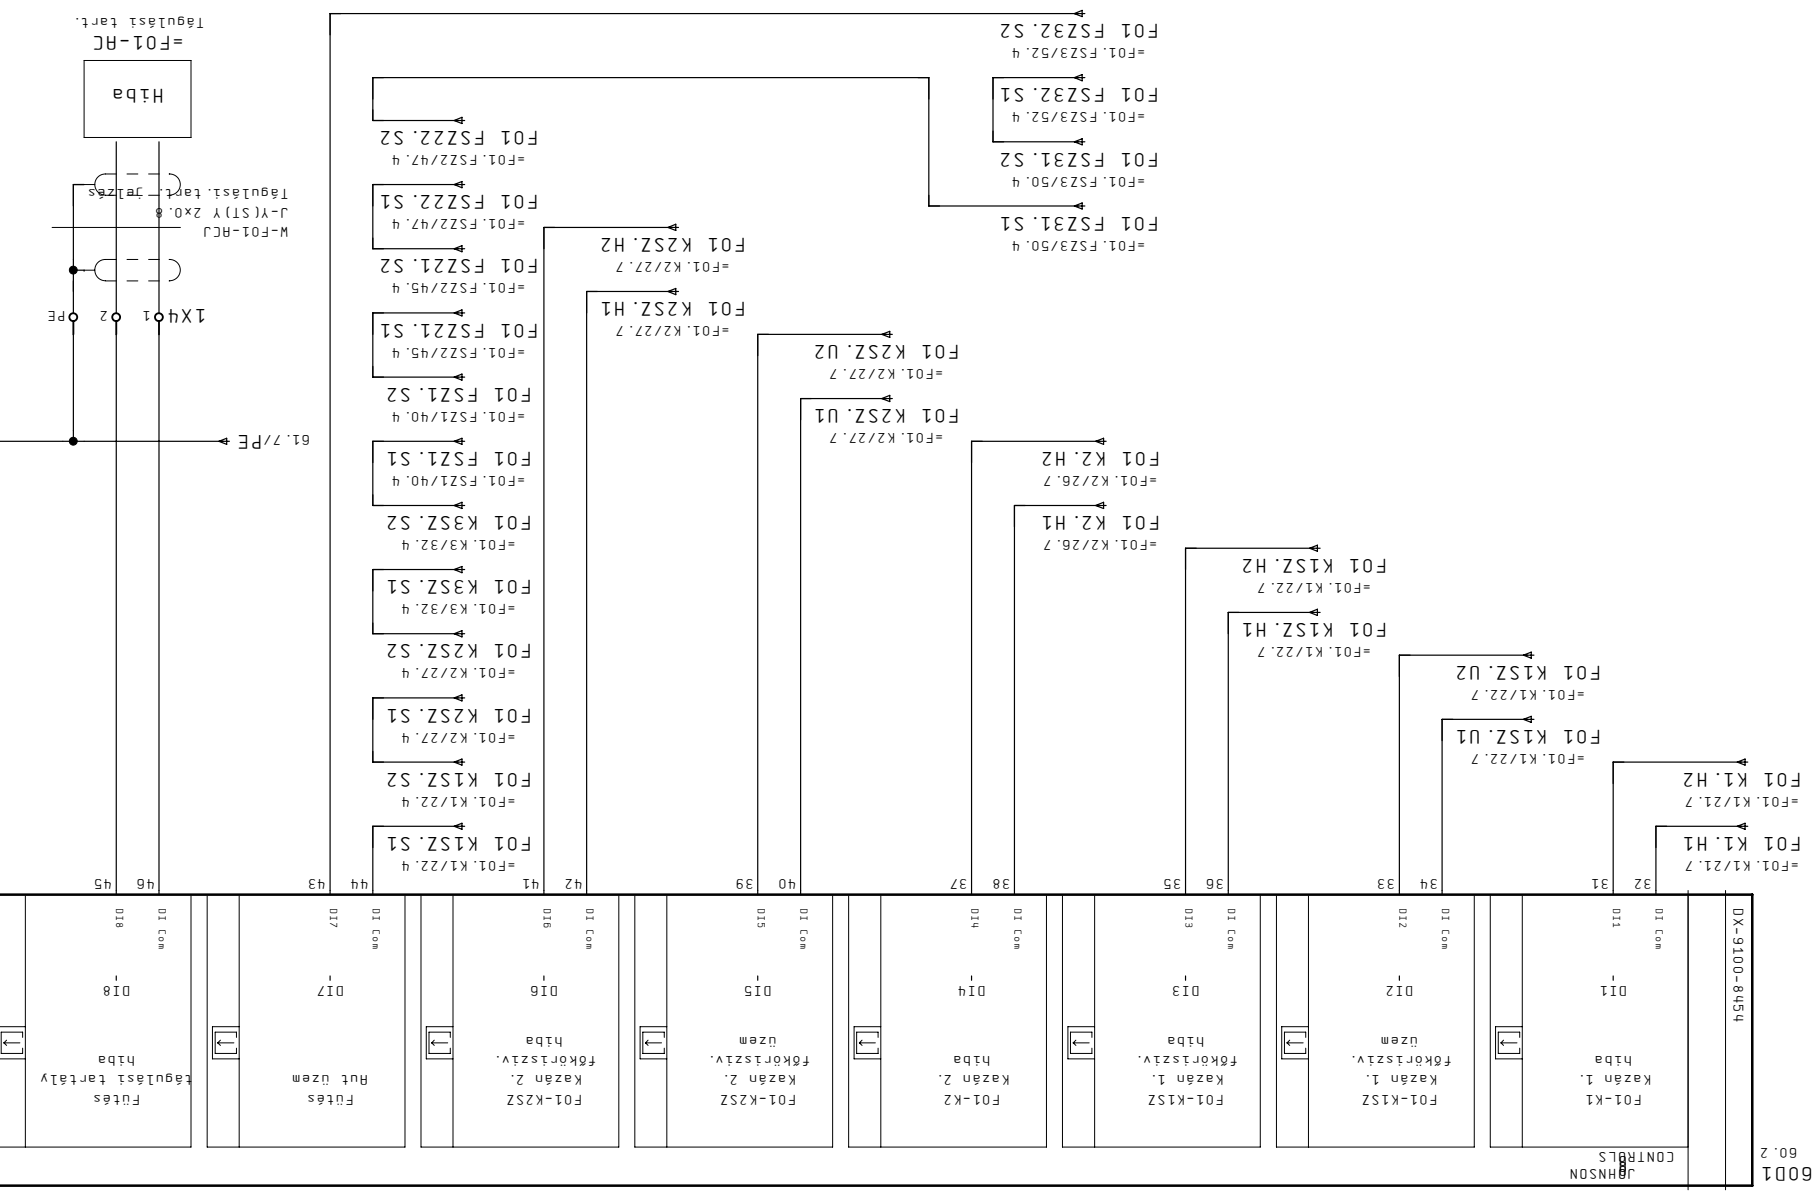 60D1
60.2
JOHNSON
CONTROLS
DX-9100-8454
F01-K1
Kazán 1.
hiba
DI1
DI Com
DI1
32
31
F01-K1SZ
Kazán 1.
főköriszív.
üzem
DI2
DI Com
DI2
34
33
F01-K1SZ
Kazán 1.
főköriszív.
hiba
DI3
DI Com
DI3
36
35
F01-K2
Kazán 2.
hiba
DI4
DI Com
DI4
38
37
F01-K2SZ
Kazán 2.
főköriszív.
üzem
DI5
DI Com
DI5
40
39
F01-K2SZ
Kazán 2.
főköriszív.
hiba
DI6
DI Com
DI6
42
41
Fűtés
Aut üzem
DI7
DI Com
DI7
44
43
Fűtés
tágulási tartály
hiba
DI8
DI Com
DI8
46
45
=F01.K1/21.7
F01 K1.H1
=F01.K1/21.7
F01 K1.H2
=F01.K1/22.7
F01 K1SZ.U1
=F01.K1/22.7
F01 K1SZ.U2
=F01.K1/22.7
F01 K1SZ.H1
=F01.K1/22.7
F01 K1SZ.H2
=F01.K2/26.7
F01 K2.H1
=F01.K2/26.7
F01 K2.H2
=F01.K2/27.7
F01 K2SZ.U1
=F01.K2/27.7
F01 K2SZ.U2
=F01.K2/27.7
F01 K2SZ.H1
=F01.K2/27.7
F01 K2SZ.H2
=F01.K1/22.4
F01 K1SZ.S1
=F01.K1/22.4
F01 K1SZ.S2
=F01.K2/27.4
F01 K2SZ.S1
=F01.K2/27.4
F01 K2SZ.S2
=F01.K3/32.4
F01 K3SZ.S1
=F01.K3/32.4
F01 K3SZ.S2
=F01.FSZ1/40.4
F01 FSZ1.S1
=F01.FSZ1/40.4
F01 FSZ1.S2
=F01.FSZ2/45.4
F01 FSZ21.S1
=F01.FSZ2/45.4
F01 FSZ21.S2
=F01.FSZ2/47.4
F01 FSZ22.S1
=F01.FSZ2/47.4
F01 FSZ22.S2
=F01.FSZ3/50.4
F01 FSZ31.S1
=F01.FSZ3/50.4
F01 FSZ31.S2
=F01.FSZ3/52.4
F01 FSZ32.S1
=F01.FSZ3/52.4
F01 FSZ32.S2
61.7/PE
1X4
1
2
PE
W-F01-ACJ
J-Y(ST)Y 2x0.8
Tágulási tart. jelzés
Hiba
=F01-AC
Tágulási tart.